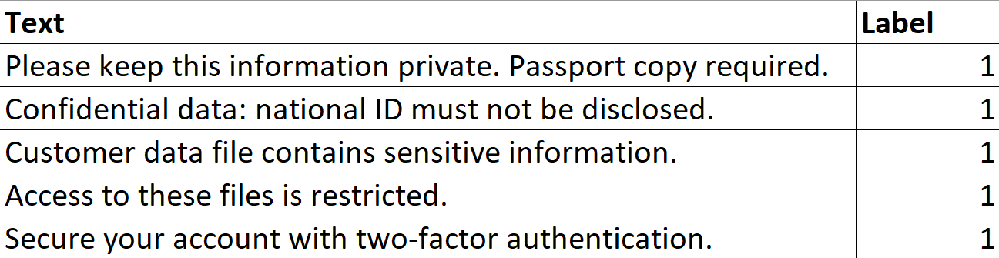 Text Label
Please keep this information private. Passport copy required. 1
Confidential data: national ID must not be disclosed. 1
Customer data file contains sensitive information. 1
Access to these files is restricted. 1
Secure your account with two-factor authentication. 1